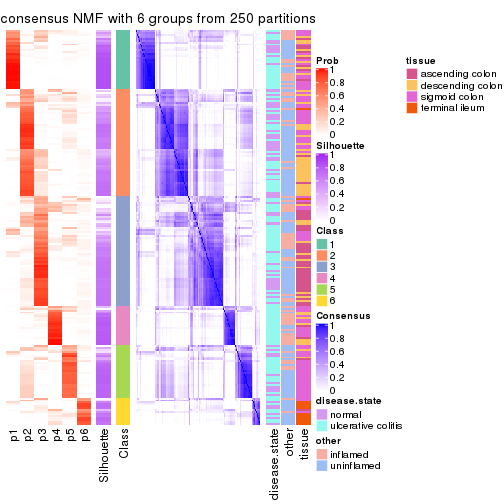 consensus NMF with 6 groups from 250 partitions
Prob
1
0.8
0.6
0.4
0.2
0
Silhouette
1
0.8
0.6
0.4
0.2
0
Class
1
2
3
4
5
6
Consensus
1
0.8
0.6
0.4
0.2
0
disease.state
normal
ulcerative colitis
other
inflamed
uninflamed
tissue
ascending colon
descending colon
sigmoid colon
terminal ileum
p1
p2
p3
p4
p5
p6
Silhouette
Class
disease.state
other
tissue